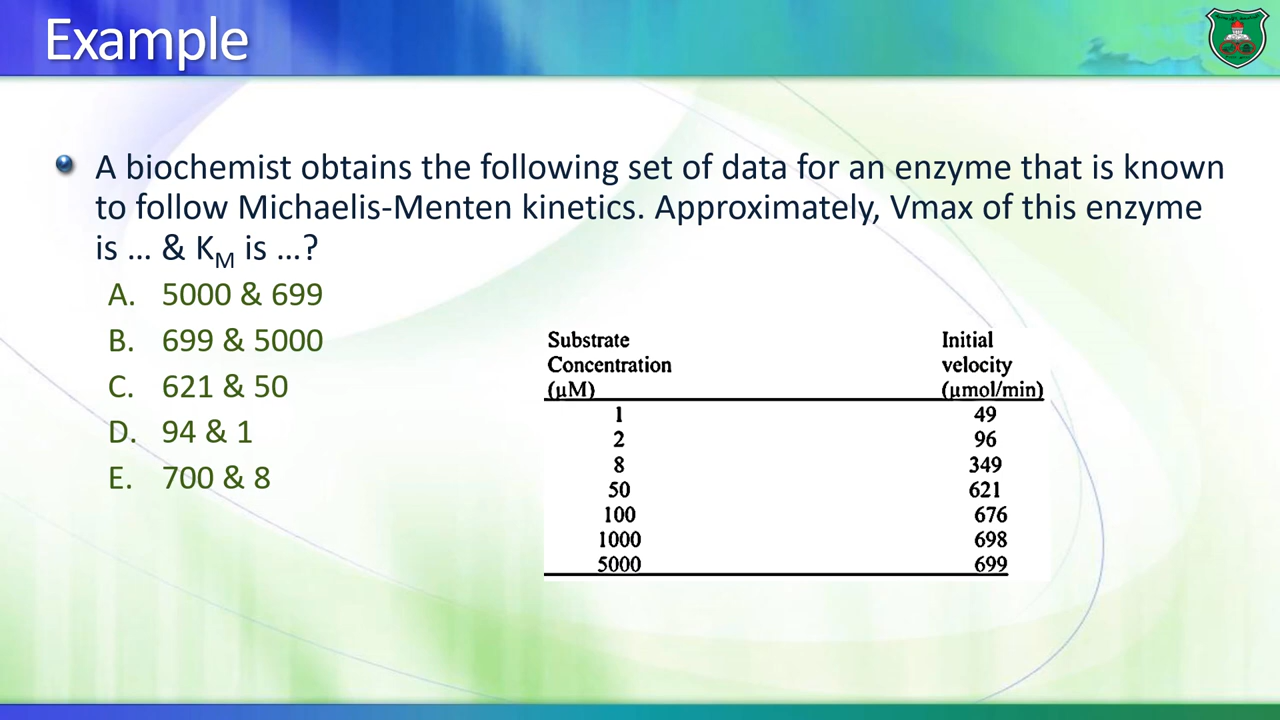 Example
A biochemist obtains the following set of data for an enzyme that is known
to follow Michaelis-Menten kinetics. Approximately, Vmax of this enzyme
is … & KM is …?
A. 5000 & 699
B. 699 & 5000
C. 621 & 50
D. 94 & 1
E. 700 & 8
Substrate Initial
Concentration velocity
(µM) (µmol/min)
1 49
2 96
8 349
50 621
100 676
1000 698
5000 699